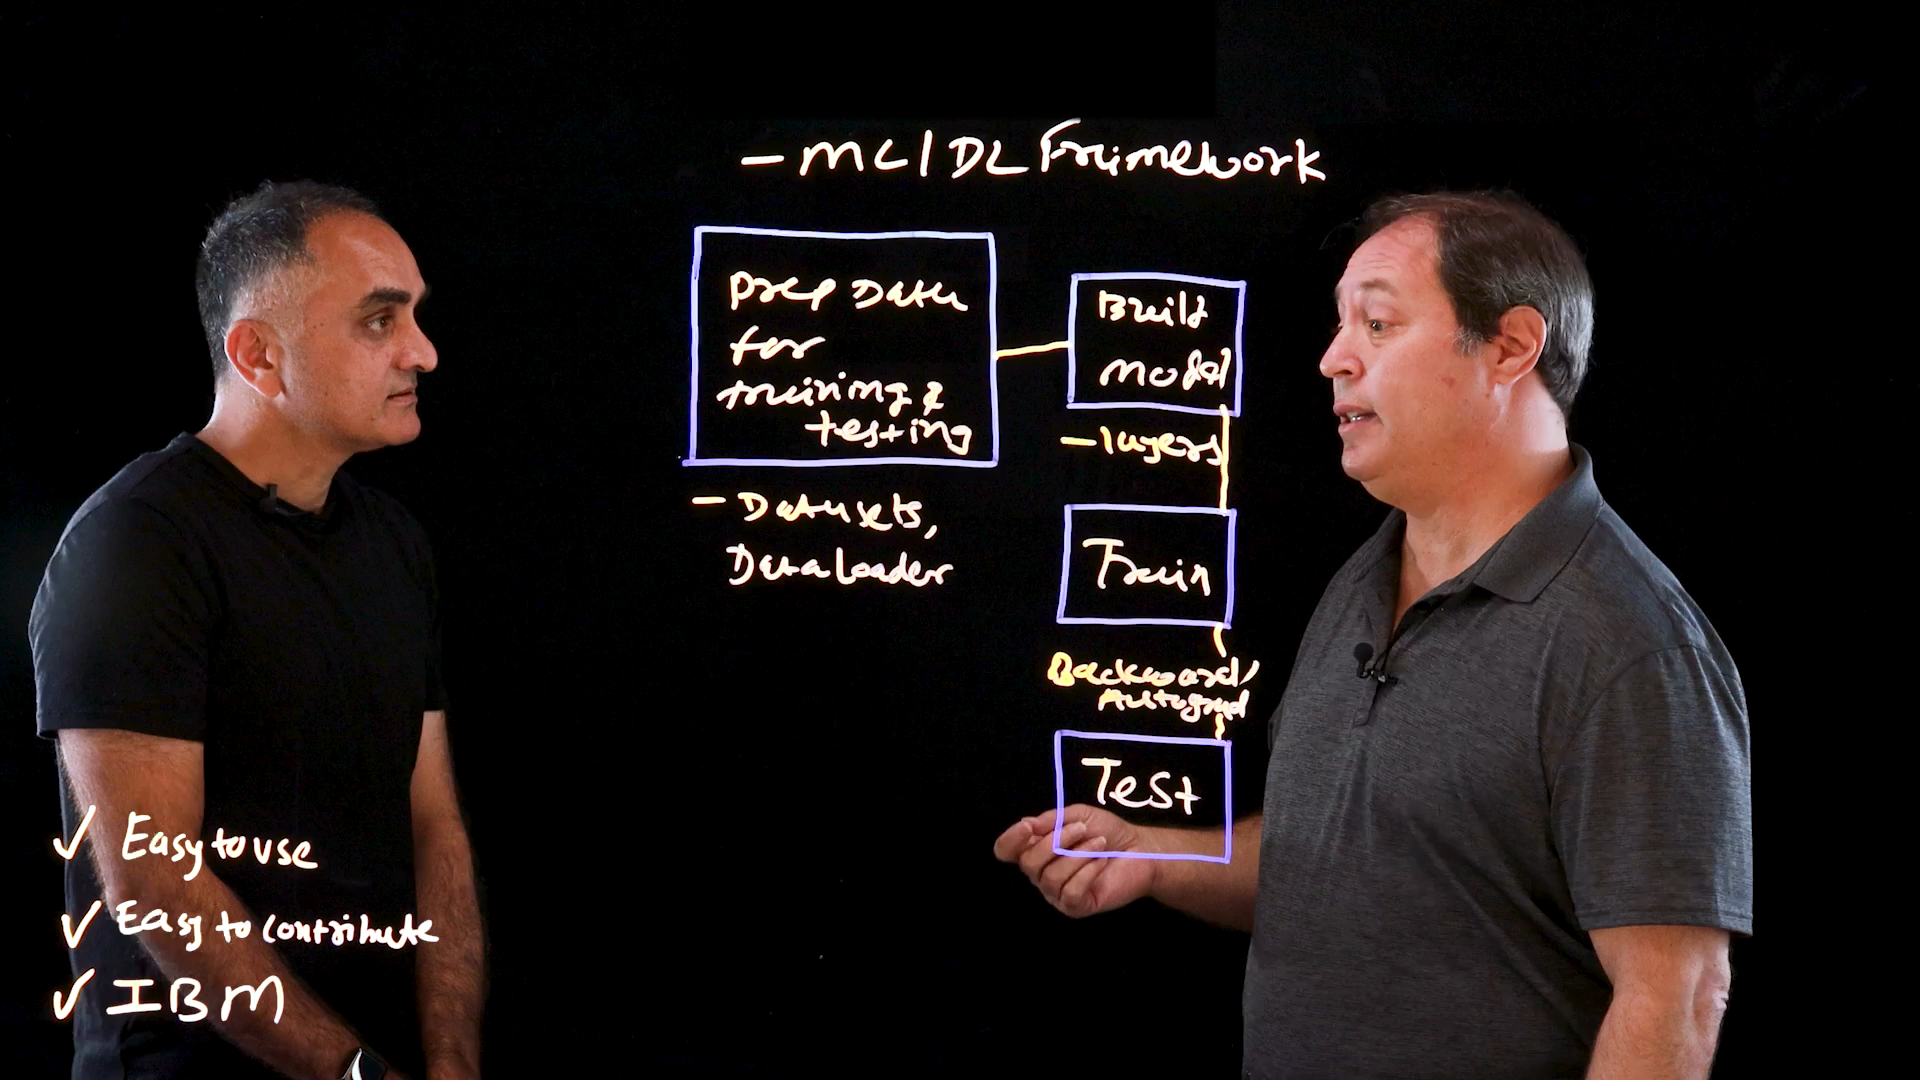 - ML/DL Framework
Prep Data
for
training &
testing
- Datasets,
Dataloader
Build
Model
- layers
Train
Backward/
Autograd
Test
✓ Easy to use
✓ Easy to contribute
✓ IBM